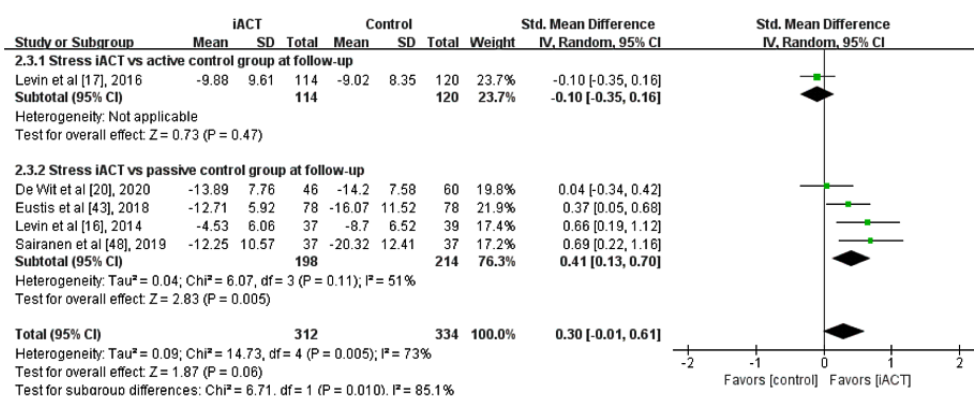 iACT Control Std. Mean Difference Std. Mean Difference
Study or Subgroup Mean SD Total Mean SD Total Weight IV, Random, 95% CI IV, Random, 95% CI
2.3.1 Stress iACT vs active control group at follow-up
Levin et al [17], 2016 -9.88 9.61 114 -9.02 8.35 120 23.7% -0.10 [-0.35, 0.16]
Subtotal (95% CI) 114 120 23.7% -0.10 [-0.35, 0.16]
Heterogeneity: Not applicable
Test for overall effect: Z = 0.73 (P = 0.47)
2.3.2 Stress iACT vs passive control group at follow-up
De Wit et al [20], 2020 -13.89 7.76 46 -14.2 7.58 60 19.8% 0.04 [-0.34, 0.42]
Eustis et al [43], 2018 -12.71 5.92 78 -16.07 11.52 78 21.9% 0.37 [0.05, 0.68]
Levin et al [16], 2014 -4.53 6.06 37 -8.7 6.52 39 17.4% 0.66 [0.19, 1.12]
Sairanen et al [48], 2019 -12.25 10.57 37 -20.32 12.41 37 17.2% 0.69 [0.22, 1.16]
Subtotal (95% CI) 198 214 76.3% 0.41 [0.13, 0.70]
Heterogeneity: Tau² = 0.04; Chi² = 6.07, df = 3 (P = 0.11); I² = 51%
Test for overall effect: Z = 2.83 (P = 0.005)
Total (95% CI) 312 334 100.0% 0.30 [-0.01, 0.61]
Heterogeneity: Tau² = 0.09; Chi² = 14.73, df = 4 (P = 0.005); I² = 73%
Test for overall effect: Z = 1.87 (P = 0.06)
Test for subgroup differences: Chi² = 6.71, df = 1 (P = 0.010), I² = 85.1%
-2 -1 0 1 2
Favors [control] Favors [iACT]